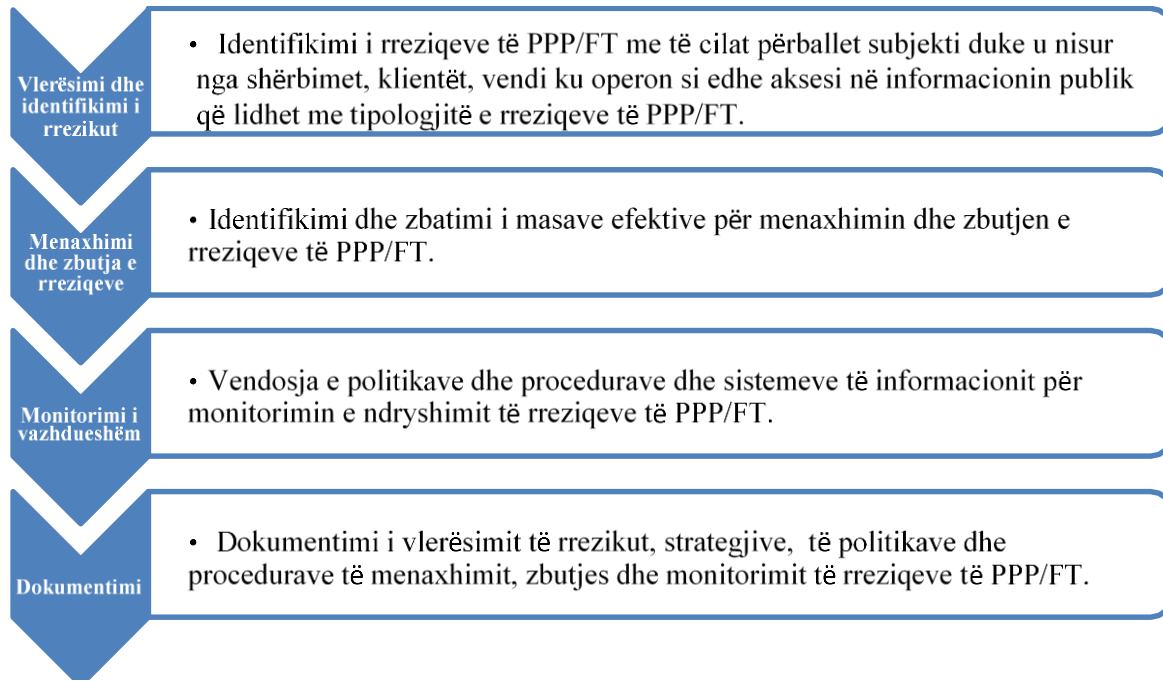 Vlerësimi dhe
identifikimi i
rrezikut
• Identifikimi i rreziqeve të PPP/FT me të cilat përballet subjekti duke u nisur
nga shërbimet, klientët, vendi ku operon si edhe aksesi në informacionin publik
që lidhet me tipologjitë e rreziqeve të PPP/FT.
Menaxhimi
dhe zbutja e
rreziqeve
• Identifikimi dhe zbatimi i masave efektive për menaxhimin dhe zbutjen e
rreziqeve të PPP/FT.
Monitorimi i
vazhdueshëm
• Vendosja e politikave dhe procedurave dhe sistemeve të informacionit për
monitorimin e ndryshimit të rreziqeve të PPP/FT.
Dokumentimi
• Dokumentimi i vlerësimit të rrezikut, strategjive, të politikave dhe
procedurave të menaxhimit, zbutjes dhe monitorimit të rreziqeve të PPP/FT.